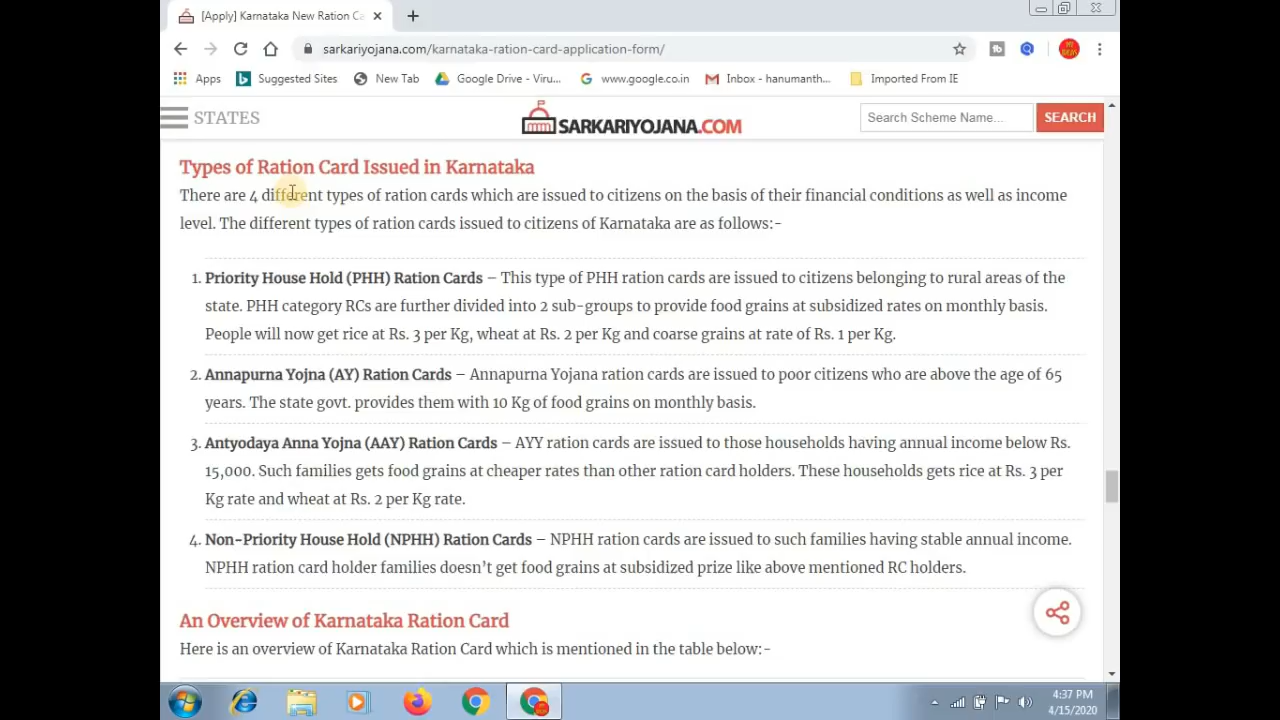 [Apply] Karnataka New Ration Ca
sarkariyojana.com/karnataka-ration-card-application-form/
Apps Suggested Sites New Tab Google Drive - Viru... www.google.co.in Inbox - hanumanth... Imported From IE
STATES SARKARIYOJANA.COM Search Scheme Name... SEARCH
Types of Ration Card Issued in Karnataka
There are 4 different types of ration cards which are issued to citizens on the basis of their financial conditions as well as income
level. The different types of ration cards issued to citizens of Karnataka are as follows:-
1. Priority House Hold (PHH) Ration Cards – This type of PHH ration cards are issued to citizens belonging to rural areas of the
state. PHH category RCs are further divided into 2 sub-groups to provide food grains at subsidized rates on monthly basis.
People will now get rice at Rs. 3 per Kg, wheat at Rs. 2 per Kg and coarse grains at rate of Rs. 1 per Kg.
2. Annapurna Yojna (AY) Ration Cards – Annapurna Yojana ration cards are issued to poor citizens who are above the age of 65
years. The state govt. provides them with 10 Kg of food grains on monthly basis.
3. Antyodaya Anna Yojna (AAY) Ration Cards – AYY ration cards are issued to those households having annual income below Rs.
15,000. Such families gets food grains at cheaper rates than other ration card holders. These households gets rice at Rs. 3 per
Kg rate and wheat at Rs. 2 per Kg rate.
4. Non-Priority House Hold (NPHH) Ration Cards – NPHH ration cards are issued to such families having stable annual income.
NPHH ration card holder families doesn't get food grains at subsidized prize like above mentioned RC holders.
An Overview of Karnataka Ration Card
Here is an overview of Karnataka Ration Card which is mentioned in the table below:-
4:37 PM
4/15/2020